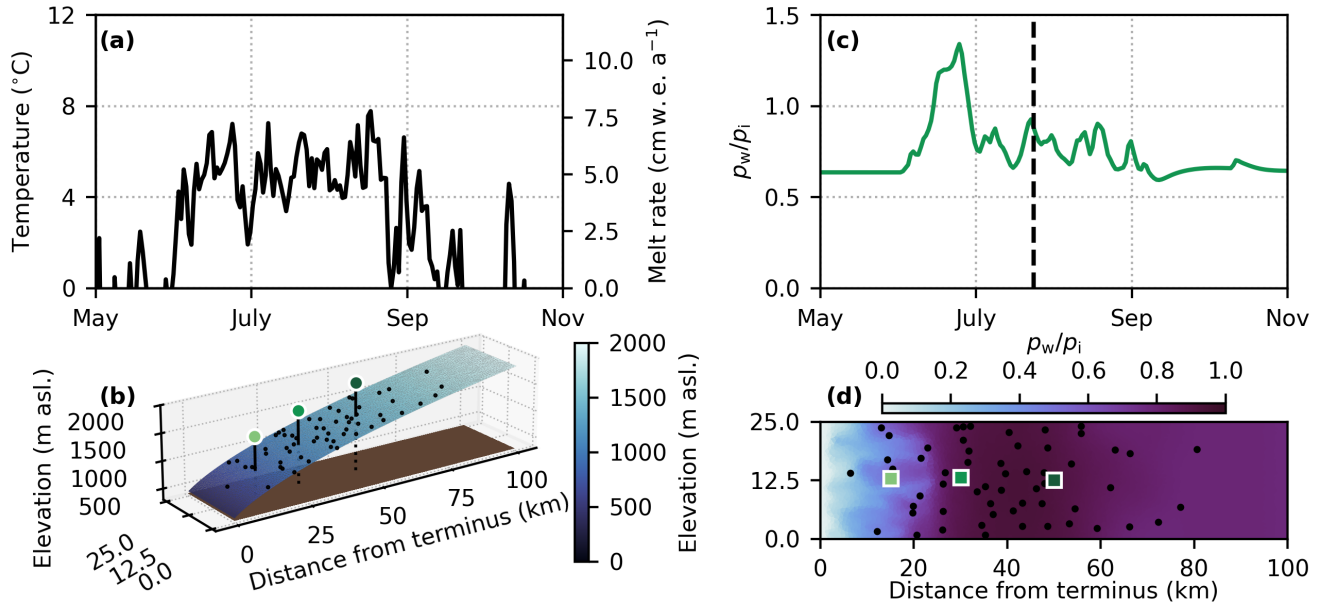 (a)
Temperature (°C)
12
8
4
0
May
July
Sep
Nov
10.0
7.5
5.0
2.5
0.0
Melt rate (cm w. e. a⁻¹)
(c)
p_w/p_i
1.5
1.0
0.5
0.0
May
July
Sep
Nov
(b)
Elevation (m asl.)
2000
1500
1000
500
25.0
12.5
0.0
0
25
50
75
100
Distance from terminus (km)
2000
1500
1000
500
0
Elevation (m asl.)
p_w/p_i
0.0 0.2 0.4 0.6 0.8 1.0
(d)
25.0
12.5
0.0
0 20 40 60 80 100
Distance from terminus (km)